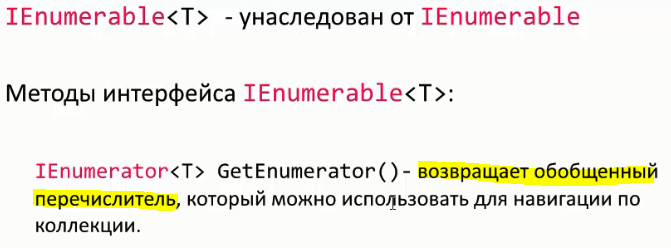 IEnumerable<T> - унаследован от IEnumerable
Методы интерфейса IEnumerable<T>:
IEnumerator<T> GetEnumerator()- возвращает обобщенный
перечислитель, который можно использовать для навигации по
коллекции.